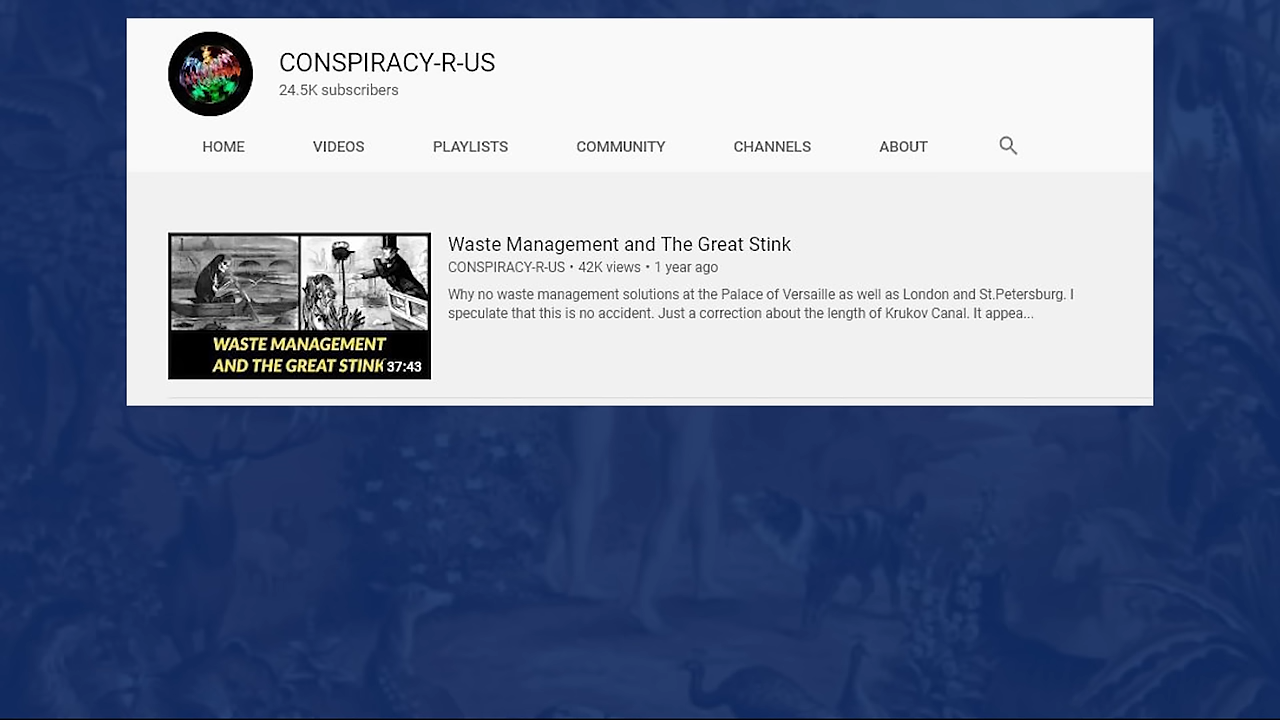 CONSPIRACY-R-US
24.5K subscribers
HOME VIDEOS PLAYLISTS COMMUNITY CHANNELS ABOUT
Waste Management and The Great Stink
CONSPIRACY-R-US • 42K views • 1 year ago
Why no waste management solutions at the Palace of Versaille as well as London and St.Petersburg. I
speculate that this is no accident. Just a correction about the length of Krukov Canal. It appea...
WASTE MANAGEMENT
AND THE GREAT STINK 37:43